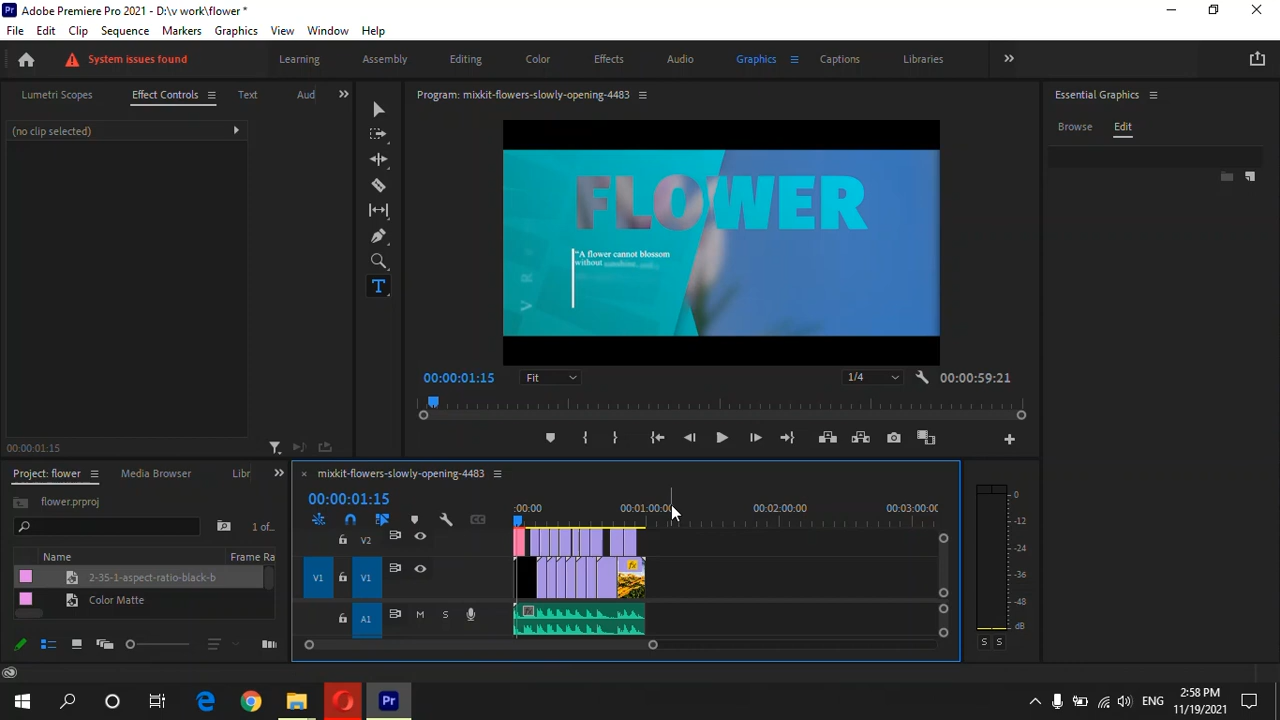 Adobe Premiere Pro 2021 - D:\v work\flower *
File Edit Clip Sequence Markers Graphics View Window Help
System issues found Learning Assembly Editing Color Effects Audio Graphics Captions Libraries
Lumetri Scopes Effect Controls Text Aud
Program: mixkit-flowers-slowly-opening-4483
Essential Graphics
(no clip selected)
Browse Edit
FLOWER
"A flower cannot blossom
without sunshine, and
V R
00:00:01:15 Fit 1/4 00:00:59:21
00:00:01:15
Project: flower Media Browser Libr
mixkit-flowers-slowly-opening-4483
flower.prproj
00:00:01:15
1 of...
:00:00 00:01:00:00 00:02:00:00 00:03:00:00
Name Frame Ra
2-35-1-aspect-ratio-black-b
Color Matte
V2
V1 V1
A1 M S
fx
0
-12
-24
-36
-48
dB
S S
Pr
ENG
2:58 PM
11/19/2021